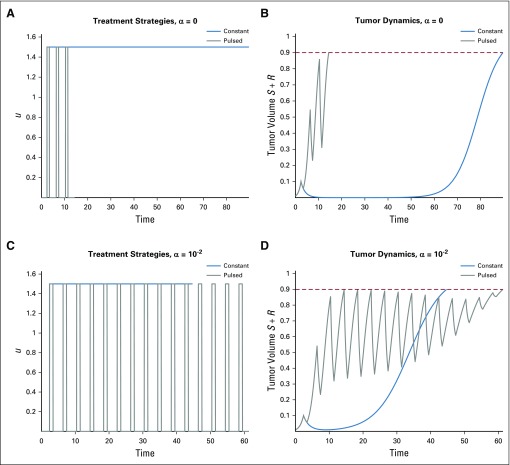 A
Treatment Strategies, α = 0
Constant
Pulsed
1.6
1.4
1.2
1
0.8
0.6
0.4
0.2
u
0 10 20 30 40 50 60 70 80
Time
B
Tumor Dynamics, α = 0
Constant
Pulsed
1
0.9
0.8
0.7
0.6
0.5
0.4
0.3
0.2
0.1
Tumor Volume S + R
0 10 20 30 40 50 60 70 80
Time
C
Treatment Strategies, α = 10-2
Constant
Pulsed
1.6
1.4
1.2
1
0.8
0.6
0.4
0.2
u
0 10 20 30 40 50 60
Time
D
Tumor Dynamics, α = 10-2
Constant
Pulsed
1
0.9
0.8
0.7
0.6
0.5
0.4
0.3
0.2
0.1
Tumor Volume S + R
0 10 20 30 40 50 60
Time